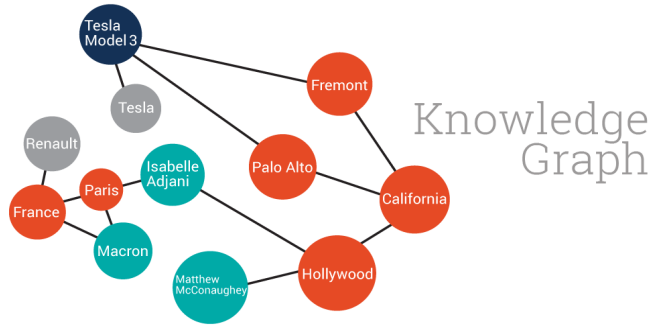 Tesla
Model 3
Fremont
Tesla
Knowledge
Graph
Renault
Isabelle
Adjani
Palo Alto
Paris
California
France
Macron
Hollywood
Matthew
McConaughey